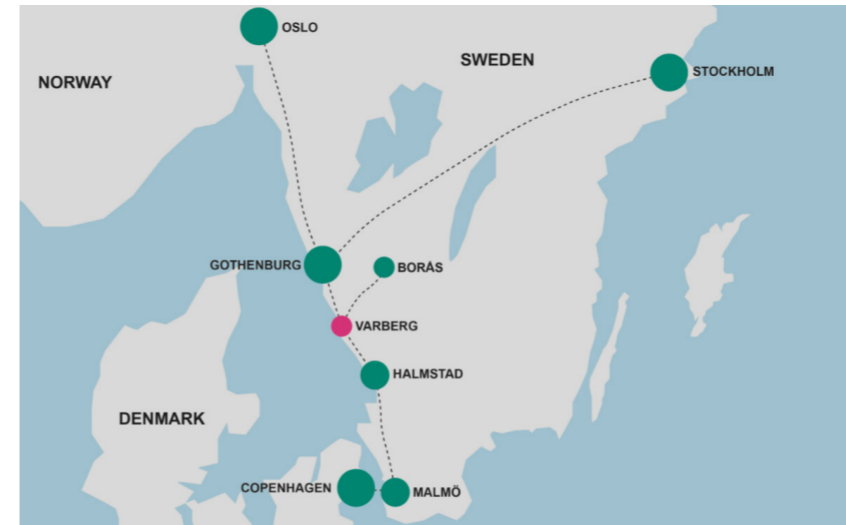 OSLO
SWEDEN
STOCKHOLM
NORWAY
GOTHENBURG
BORÅS
VARBERG
HALMSTAD
DENMARK
COPENHAGEN
MALMÖ